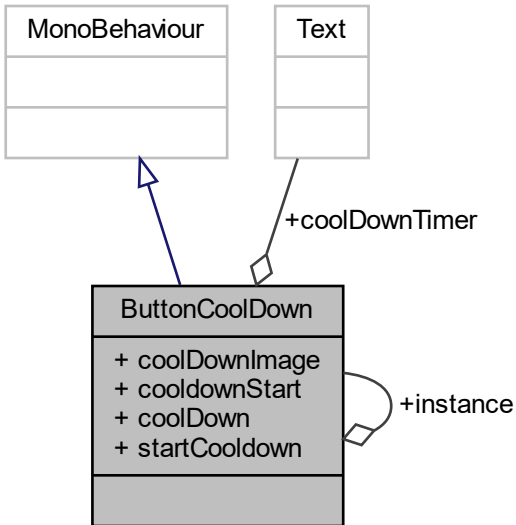 MonoBehaviour
Text
+coolDownTimer
ButtonCoolDown
+ coolDownImage
+ cooldownStart
+ coolDown
+ startCooldown
+instance